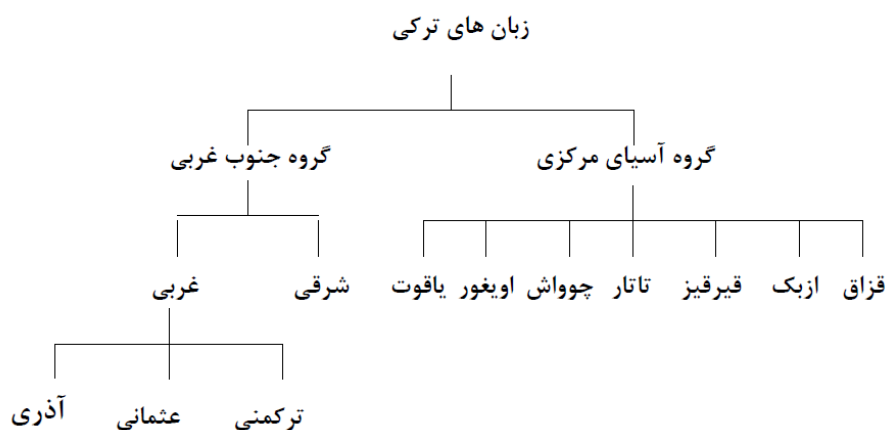 زبان های ترکی
گروه آسیای مرکزی
گروه جنوب غربی
قزاق
ازبک
قیرقیز
تاتار
چوواش
اویغور
یاقوت
شرقی
غربی
ترکمنی
عثمانی
آذری